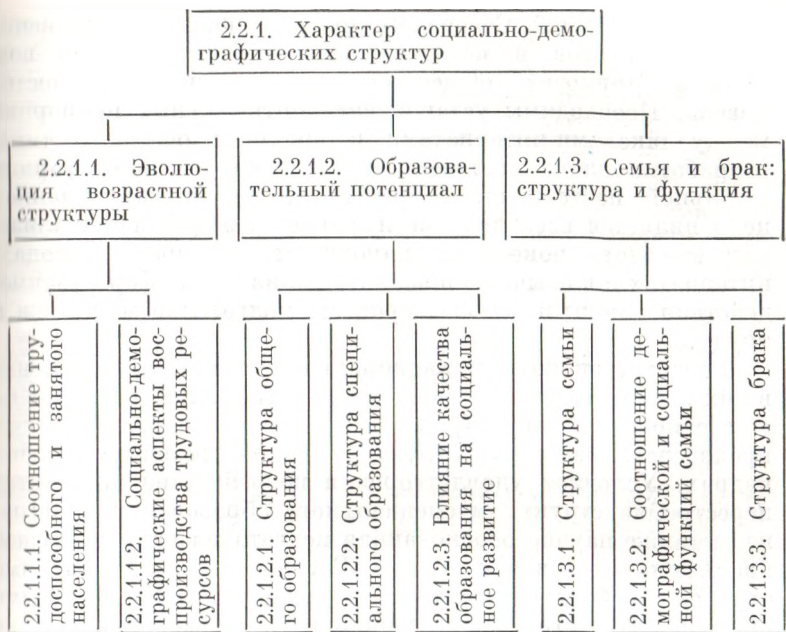 2.2.1. Характер социально-демо-
графических структур
2.2.1.1. Эволю-
ция возрастной
структуры
2.2.1.2. Образова-
тельный потенциал
2.2.1.3. Семья и брак:
структура и функция
2.2.1.1.1. Соотношение тру-
доспособного и занятого
населения
2.2.1.1.2. Социально-демо-
графические аспекты вос-
производства трудовых ре-
сурсов
2.2.1.2.1 Структура обще-
го образования
2.2.1.2.2. Структура специ-
ального образования
2.2.1.2.3. Влияние качества
образования на социаль-
ное развитие
2.2.1.3.1. Структура семьи
2.2.1.3.2. Соотношение де-
мографической и социаль-
ной функций семьи
2.2.1.3.3. Структура брака